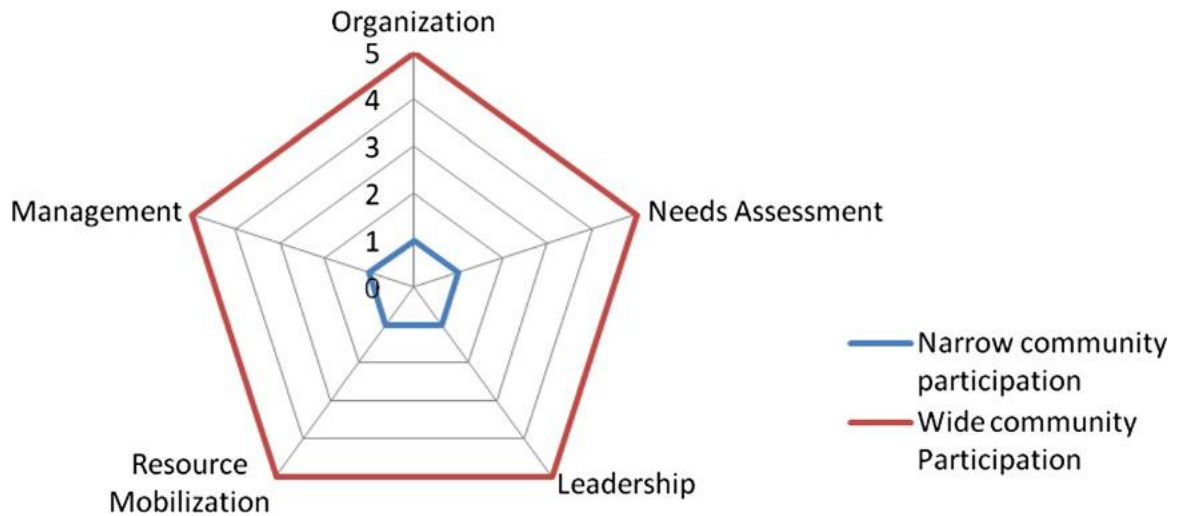 Organization
5
4
3
2
1
0
Management
Needs Assessment
Resource
Mobilization
Leadership
Narrow community
participation
Wide community
Participation